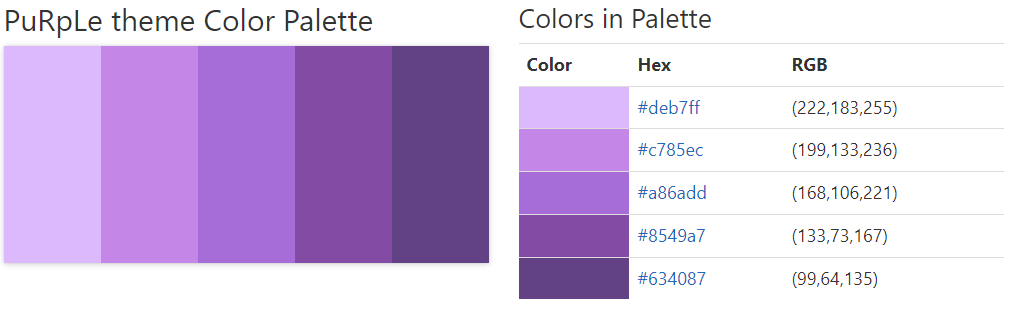 PuRpLe theme Color Palette
Colors in Palette
Color Hex RGB
#deb7ff (222,183,255)
#c785ec (199,133,236)
#a86add (168,106,221)
#8549a7 (133,73,167)
#634087 (99,64,135)